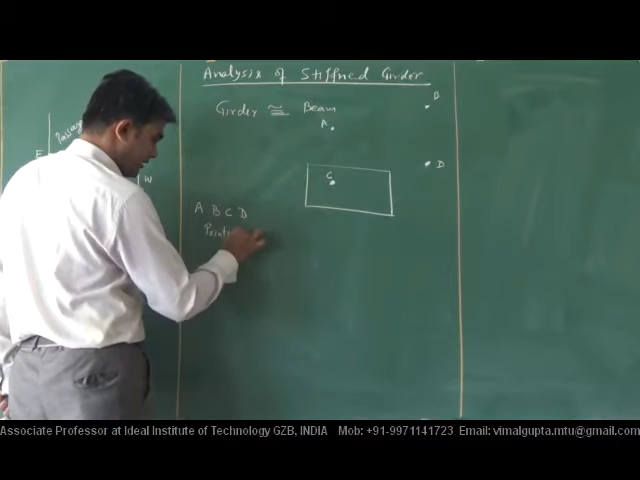 Analysis of Stiffned Girder
Girder ≅ Beam
B
A
Passage
D
E
C
W
A B C D
Points
Associate Professor at Ideal Institute of Technology GZB, INDIA Mob: +91-9971141723 Email: vimalgupta.mtu@gmail.com